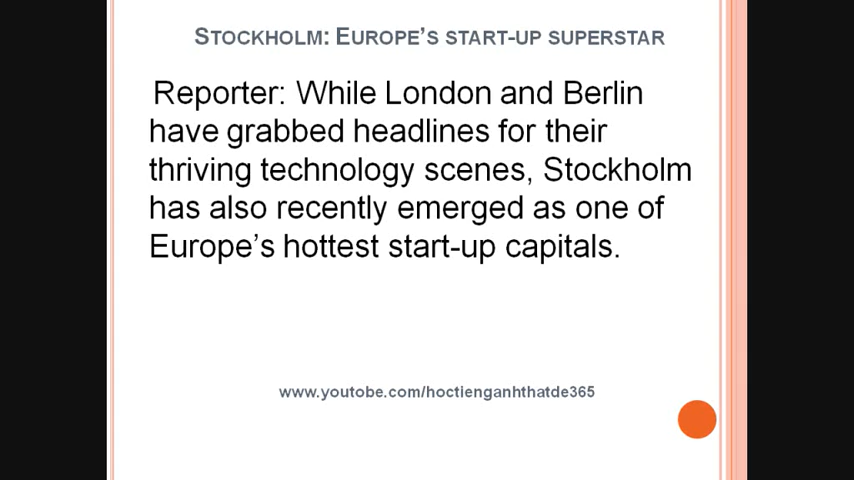 STOCKHOLM: EUROPE'S START-UP SUPERSTAR
Reporter: While London and Berlin
have grabbed headlines for their
thriving technology scenes, Stockholm
has also recently emerged as one of
Europe’s hottest start-up capitals.
www.youtobe.com/hoctienganhthatde365